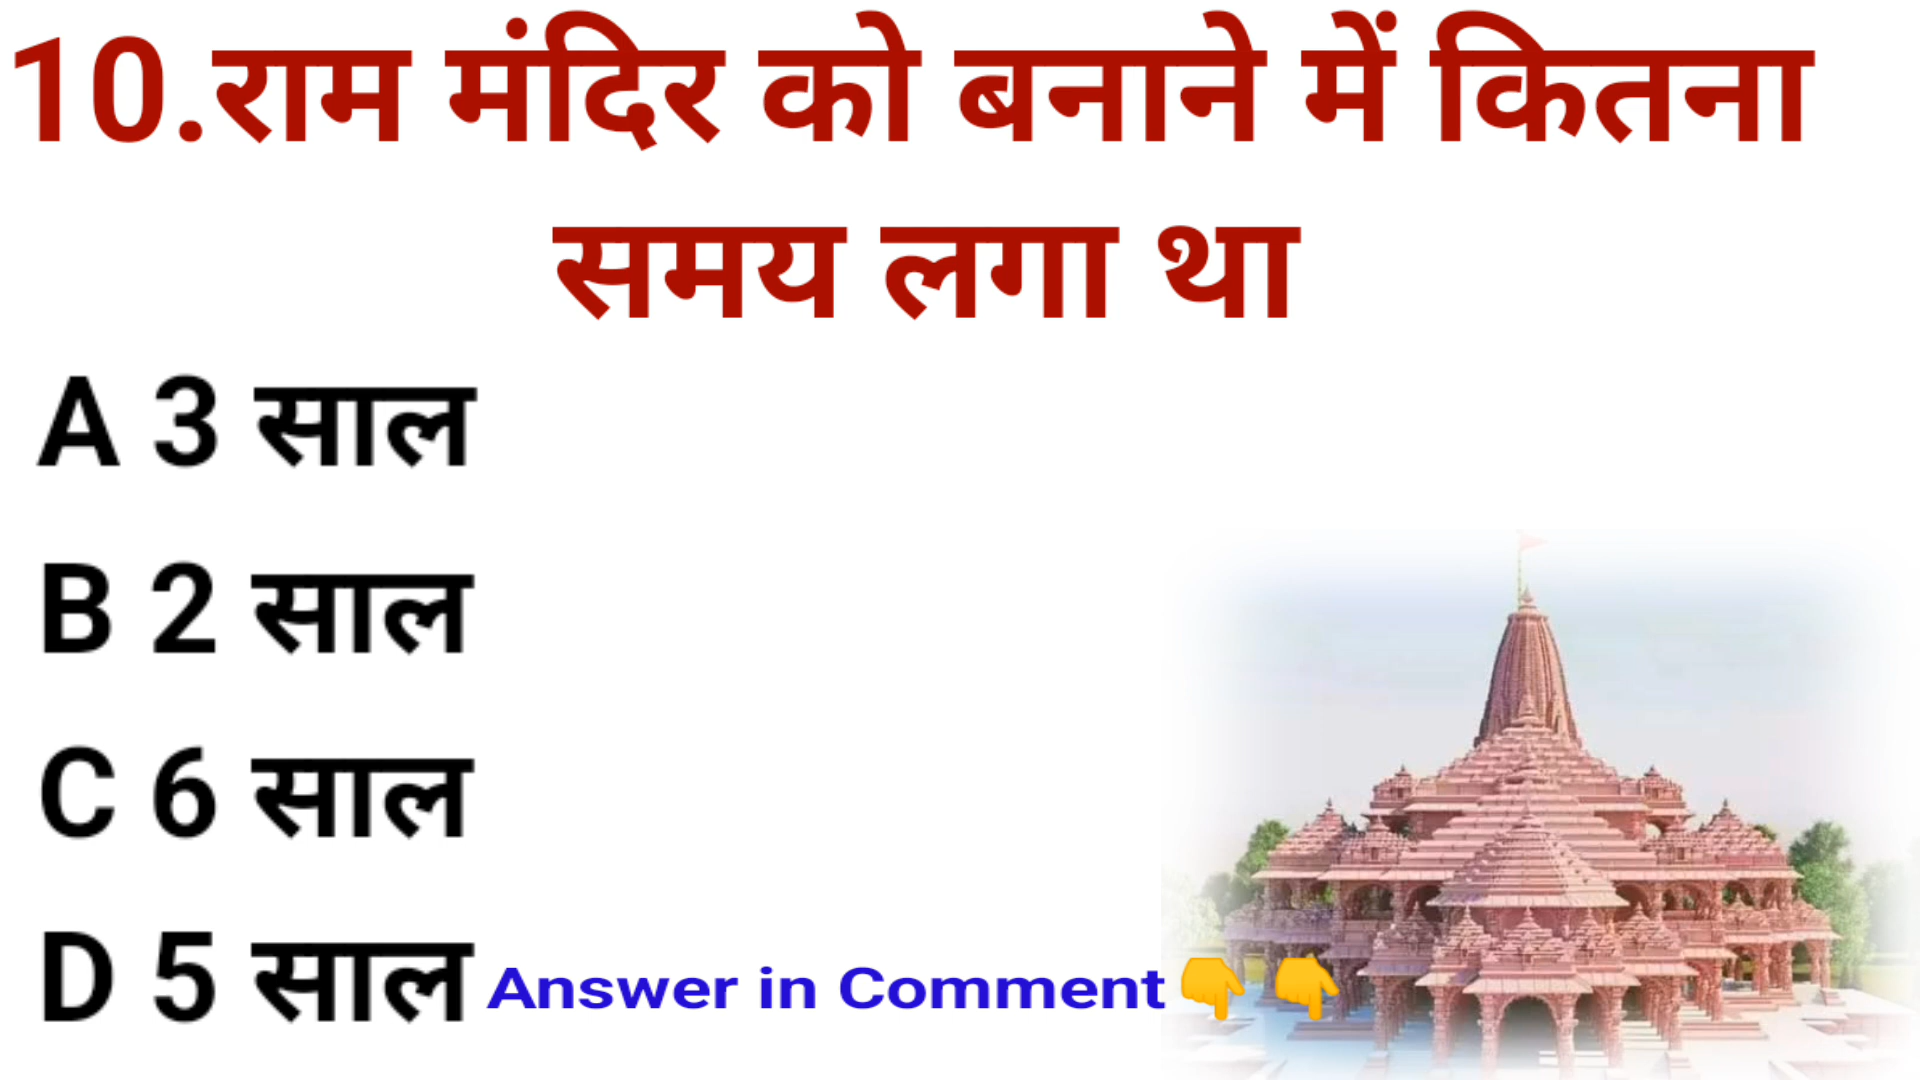 10.राम मंदिर को बनाने में कितना
समय लगा था
A 3 साल
B 2 साल
C 6 साल
D 5 साल Answer in Comment👇👇